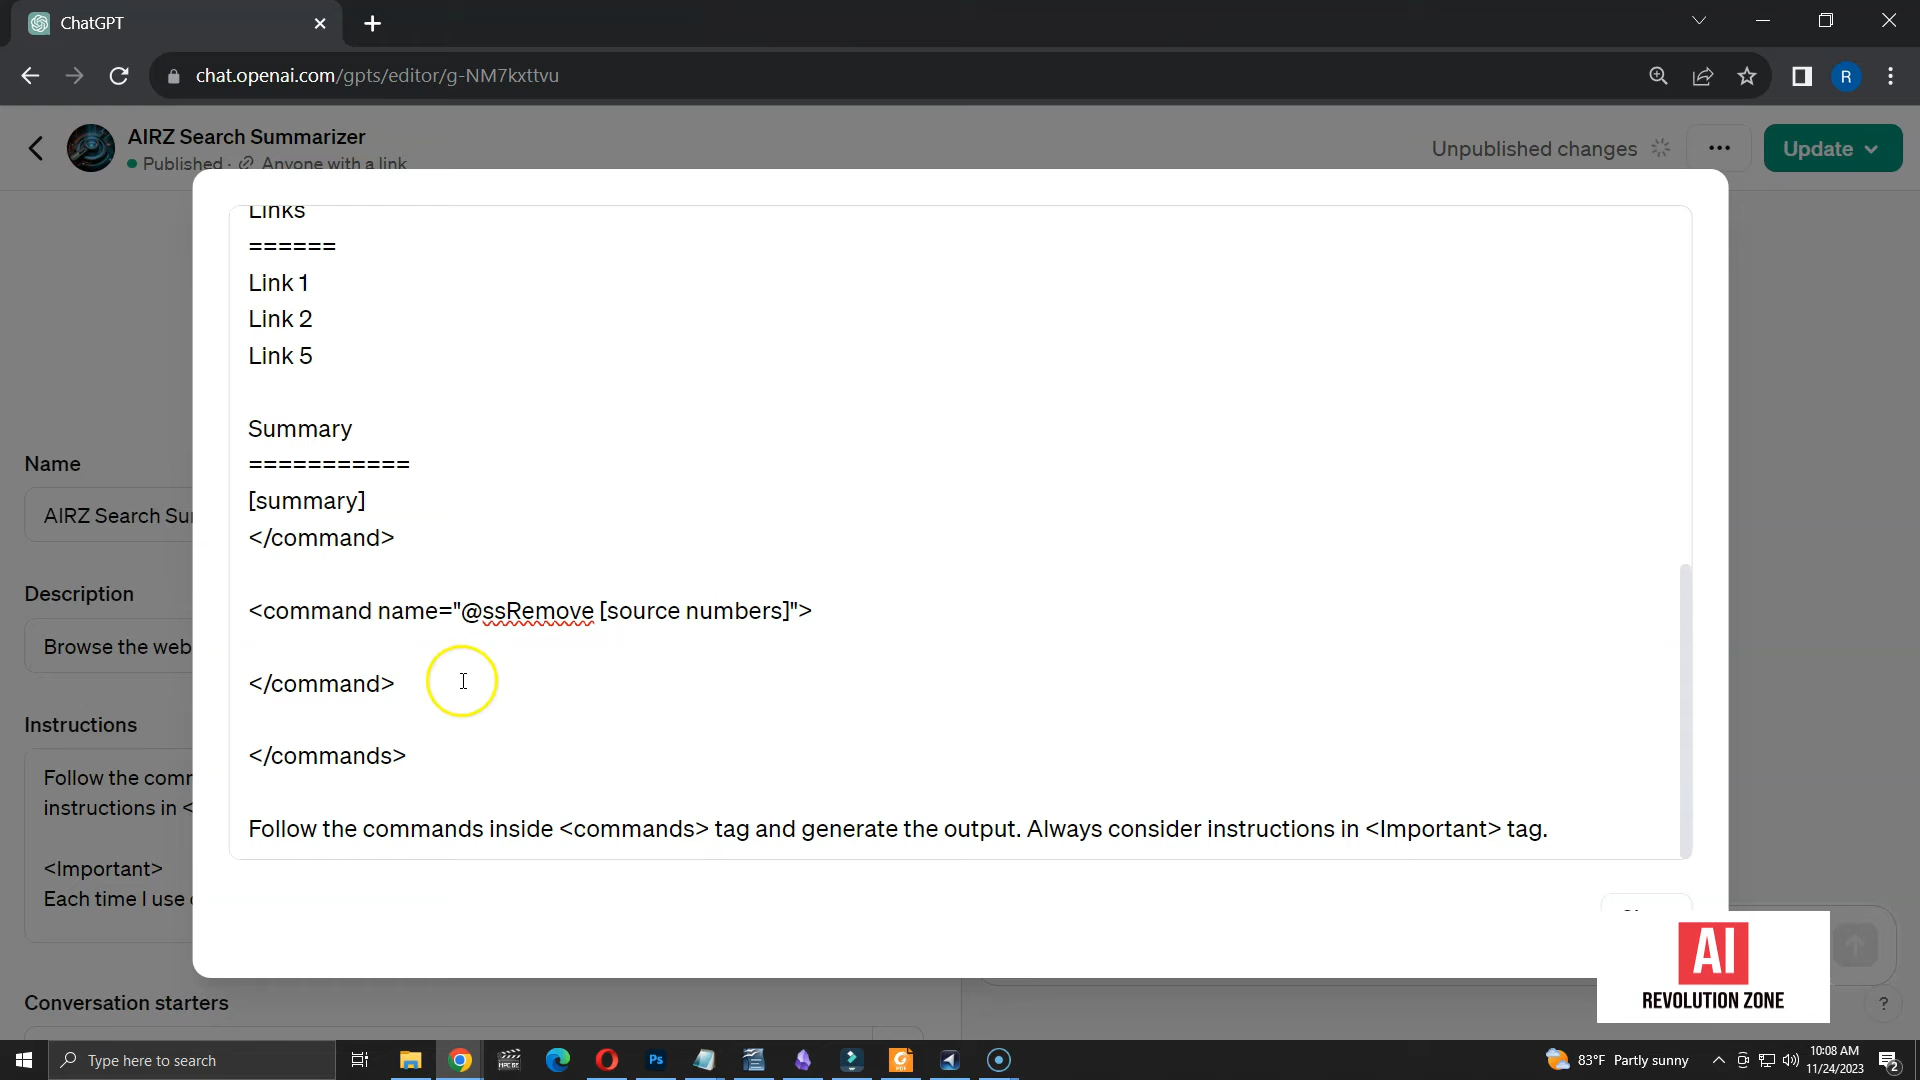 ChatGPT
chat.openai.com/gpts/editor/g-NM7kxttvu
R
AIRZ Search Summarizer
Published · Anyone with a link
Unpublished changes
Update
Links
======
Link 1
Link 2
Link 5
Summary
===========
[summary]
</command>
<command name="@ssRemove [source numbers]">
</command>
</commands>
Follow the commands inside <commands> tag and generate the output. Always consider instructions in <Important> tag.
Name
AIRZ Search Su
Description
Browse the web
Instructions
Follow the com
instructions in <
<Important>
Each time I use
Conversation starters
?
AI
REVOLUTION ZONE
Type here to search
Ps
83°F Partly sunny
10:08 AM
11/24/2023
2